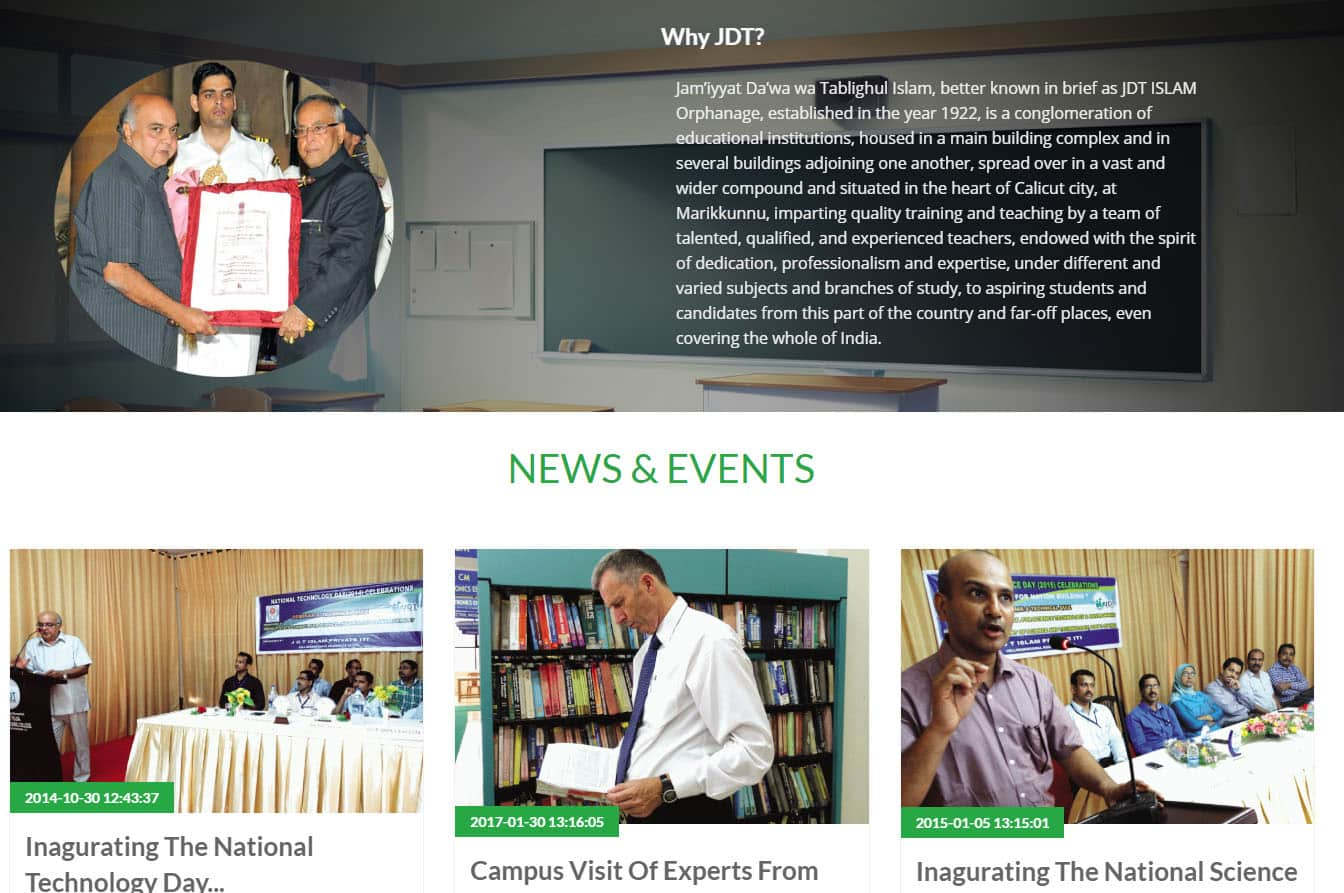 Why JDT?
Jam'iyyat Da'wa wa Tablighul Islam, better known in brief as JDT ISLAM
Orphanage, established in the year 1922, is a conglomeration of
educational institutions, housed in a main building complex and in
several buildings adjoining one another, spread over in a vast and
wider compound and situated in the heart of Calicut city, at
Marikkunnu, imparting quality training and teaching by a team of
talented, qualified, and experienced teachers, endowed with the spirit
of dedication, professionalism and expertise, under different and
varied subjects and branches of study, to aspiring students and
candidates from this part of the country and far-off places, even
covering the whole of India.
NEWS & EVENTS
NATIONAL TECHNOLOGY DAY(2014) CELEBRATIONS
J D T ISLAM PRIVATE ITI
2014-10-30 12:43:37
Inagurating The National
Technology Day...
CM
2017-01-30 13:16:05
Campus Visit Of Experts From
DAY (2015) CELEBRATIONS
FOR NATION BUILDING
T ISLAM ITI
2015-01-05 13:15:01
Inagurating The National Science